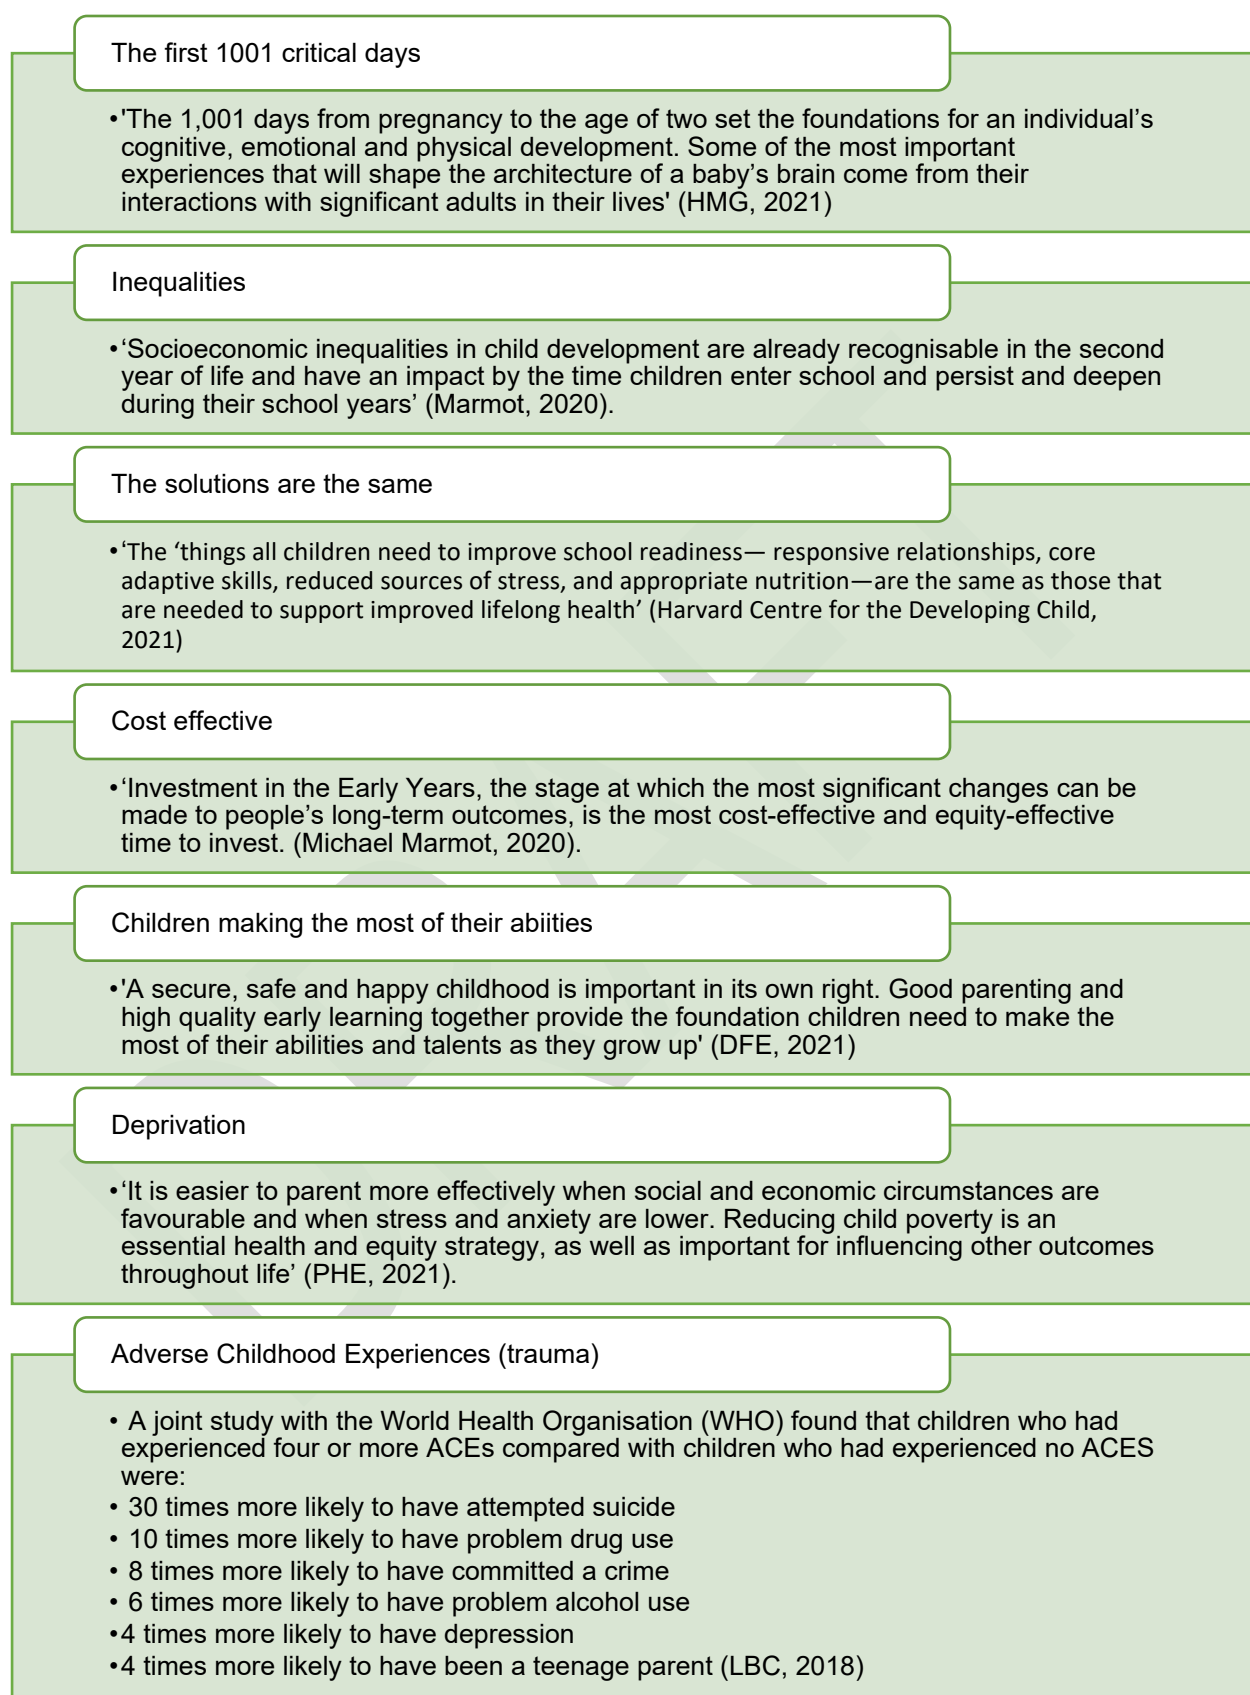 The first 1001 critical days
•'The 1,001 days from pregnancy to the age of two set the foundations for an individual’s
cognitive, emotional and physical development. Some of the most important
experiences that will shape the architecture of a baby’s brain come from their
interactions with significant adults in their lives' (HMG, 2021)
Inequalities
•‘Socioeconomic inequalities in child development are already recognisable in the second
year of life and have an impact by the time children enter school and persist and deepen
during their school years’ (Marmot, 2020).
The solutions are the same
•‘The ‘things all children need to improve school readiness— responsive relationships, core
adaptive skills, reduced sources of stress, and appropriate nutrition—are the same as those that
are needed to support improved lifelong health’ (Harvard Centre for the Developing Child,
2021)
Cost effective
•‘Investment in the Early Years, the stage at which the most significant changes can be
made to people’s long-term outcomes, is the most cost-effective and equity-effective
time to invest. (Michael Marmot, 2020).
Children making the most of their abiities
•'A secure, safe and happy childhood is important in its own right. Good parenting and
high quality early learning together provide the foundation children need to make the
most of their abilities and talents as they grow up' (DFE, 2021)
Deprivation
•‘It is easier to parent more effectively when social and economic circumstances are
favourable and when stress and anxiety are lower. Reducing child poverty is an
essential health and equity strategy, as well as important for influencing other outcomes
throughout life’ (PHE, 2021).
Adverse Childhood Experiences (trauma)
• A joint study with the World Health Organisation (WHO) found that children who had
experienced four or more ACEs compared with children who had experienced no ACES
were:
• 30 times more likely to have attempted suicide
• 10 times more likely to have problem drug use
• 8 times more likely to have committed a crime
• 6 times more likely to have problem alcohol use
•4 times more likely to have depression
•4 times more likely to have been a teenage parent (LBC, 2018)
DRAFT